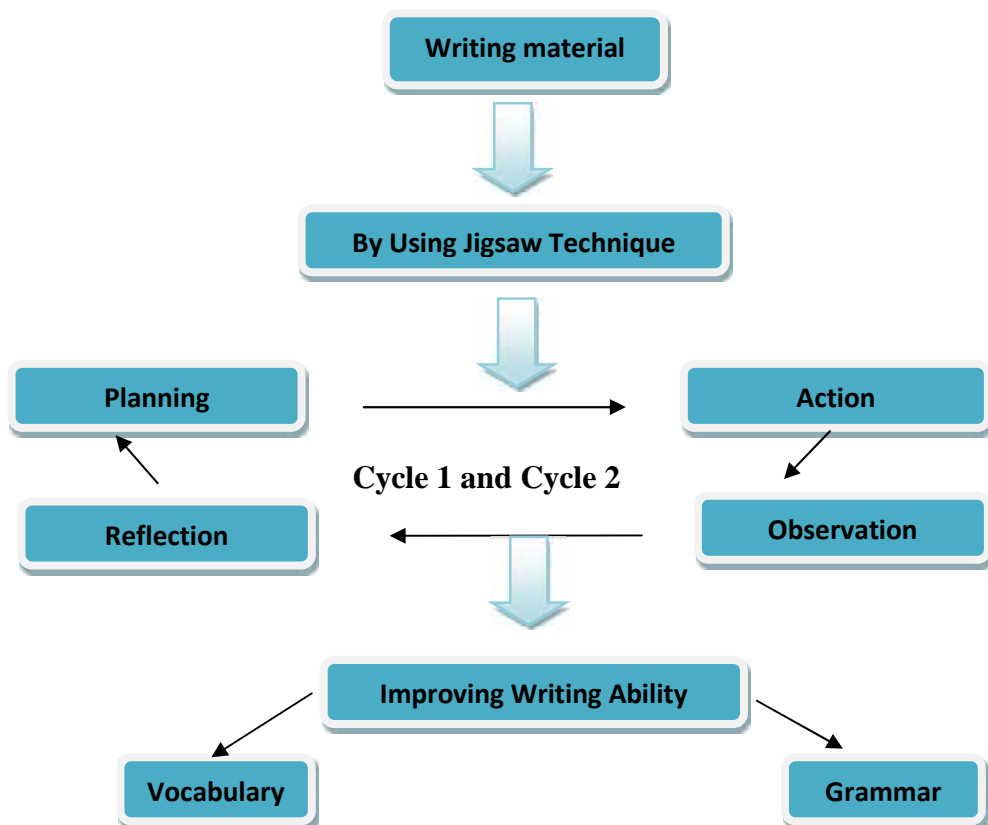 Writing material
By Using Jigsaw Technique
Planning
Action
Cycle 1 and Cycle 2
Reflection
Observation
Improving Writing Ability
Vocabulary
Grammar